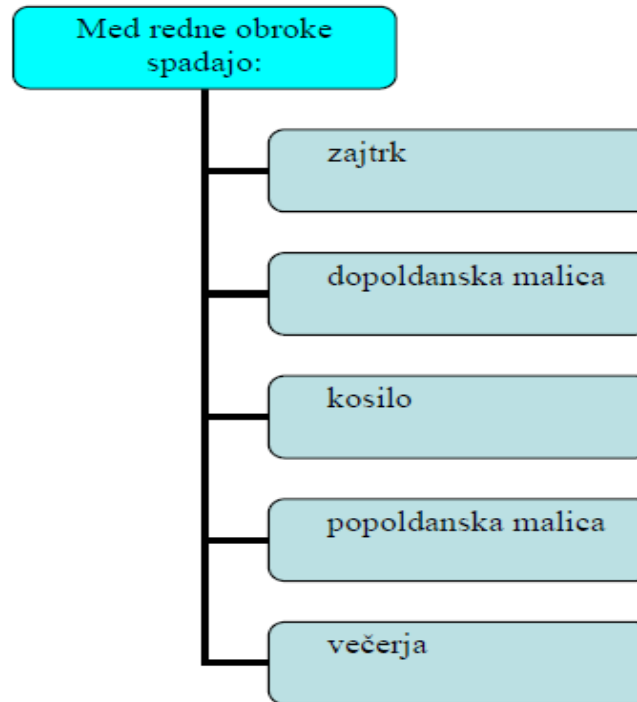 Med redne obroke
spadajo:
zajtrk
dopoldanska malica
kosilo
popoldanska malica
večerja